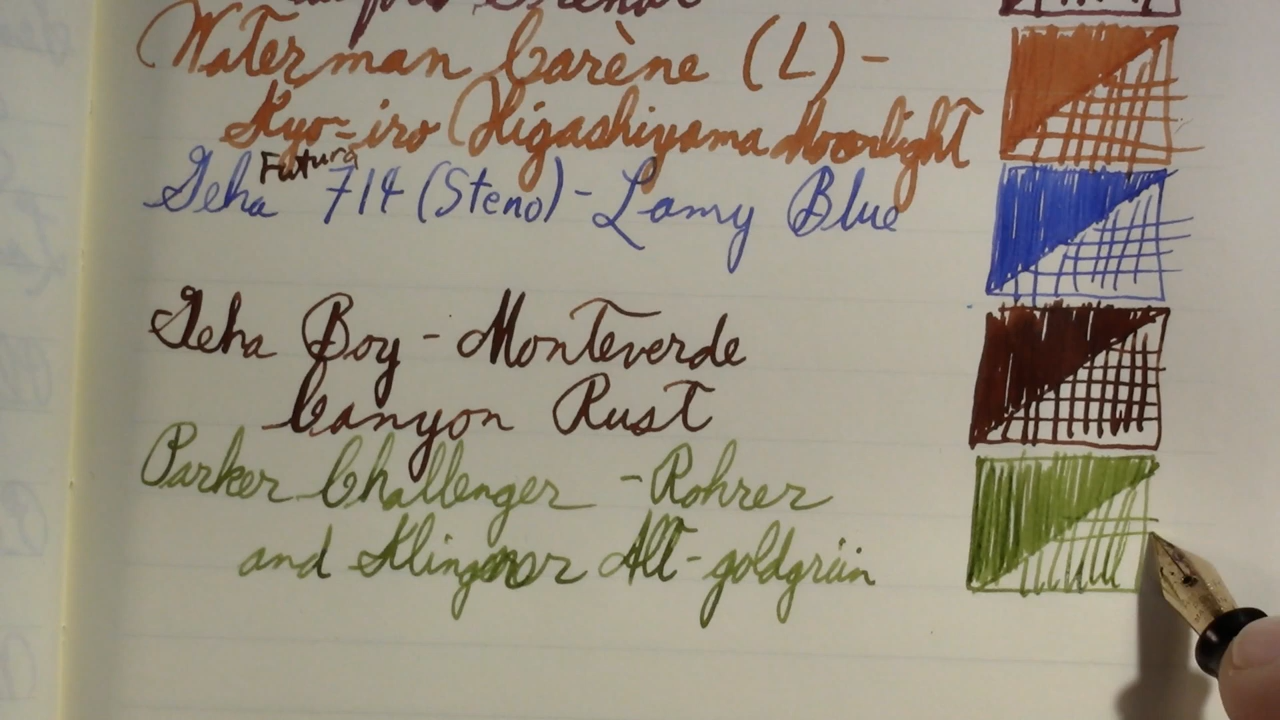 Waterman Carène (L) -
Kyo-iro Higashiyama Moonlight
Geha Futura 714 (Steno) - Lamy Blue
Geha Boy - Monteverde
Canyon Rust
Parker Challenger - Rohrer
and Klingnor Alt-goldgrün